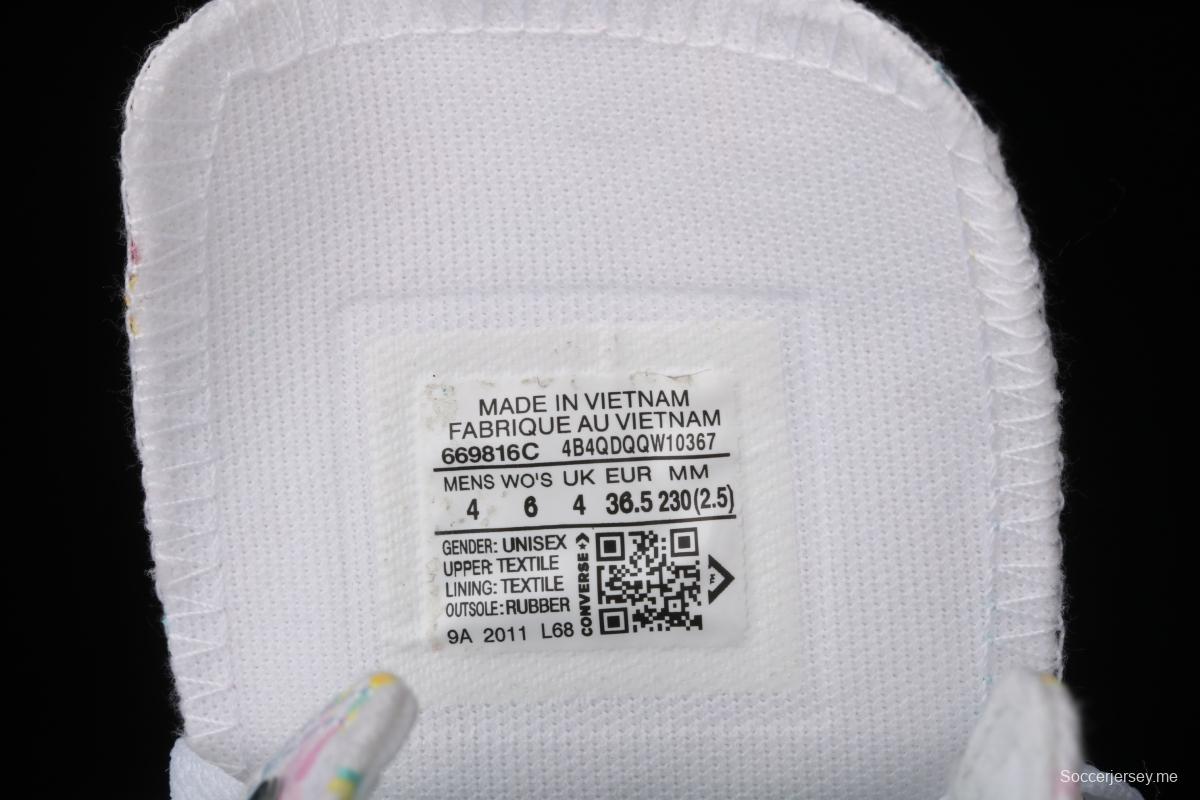 MADE IN VIETNAM
FABRIQUE AU VIETNAM
669816C 4B4QDQQW10367
MENS WO'S UK EUR MM
4 6 4 36.5 230(2.5)
GENDER: UNISEX
UPPER: TEXTILE
LINING: TEXTILE
OUTSOLE: RUBBER
9A 2011 L68
CONVERSE
Soccerjersey.me